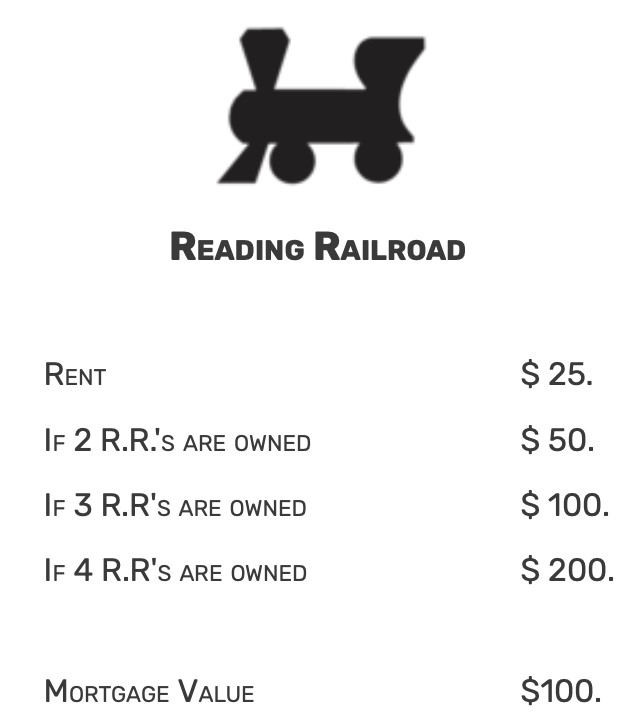 Reading Railroad
Rent $ 25.
If 2 R.R.'s are owned $ 50.
If 3 R.R's are owned $ 100.
If 4 R.R's are owned $ 200.
Mortgage Value $100.